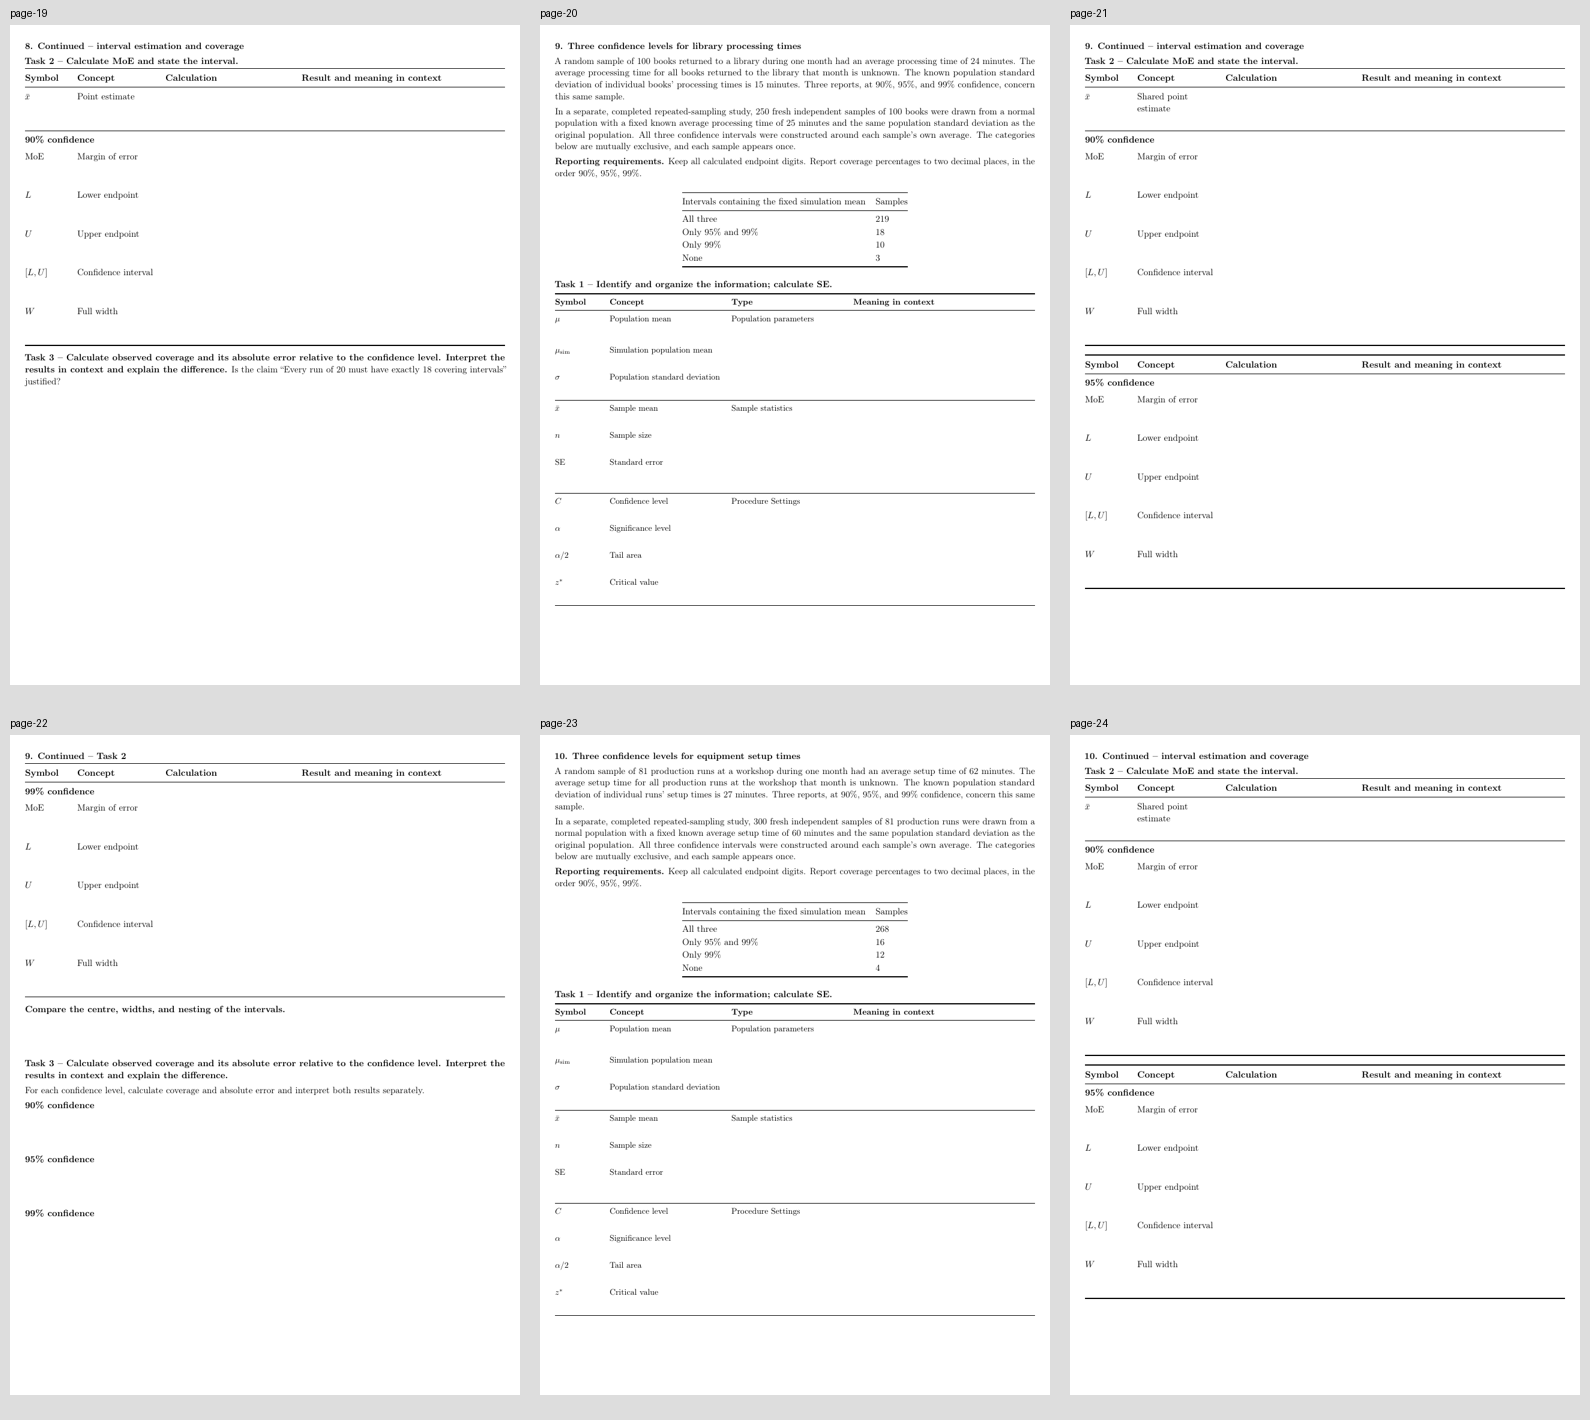 page-19
8. Continued – interval estimation and coverage
Task 2 – Calculate MoE and state the interval.
Symbol Concept Calculation Result and meaning in context
x̄ Point estimate
90% confidence
MoE Margin of error
L Lower endpoint
U Upper endpoint
[L, U] Confidence interval
W Full width
Task 3 – Calculate observed coverage and its absolute error relative to the confidence level. Interpret the
results in context and explain the difference. Is the claim “Every run of 20 must have exactly 18 covering intervals”
justified?
page-20
9. Three confidence levels for library processing times
A random sample of 100 books returned to a library during one month had an average processing time of 24 minutes. The
average processing time for all books returned to the library that month is unknown. The known population standard
deviation of individual books’ processing times is 15 minutes. Three reports, at 90%, 95%, and 99% confidence, concern
this same sample.
In a separate, completed repeated-sampling study, 250 fresh independent samples of 100 books were drawn from a normal
population with a fixed known average processing time of 25 minutes and the same population standard deviation as the
original population. All three confidence intervals were constructed around each sample’s own average. The categories
below are mutually exclusive, and each sample appears once.
Reporting requirements. Keep all calculated endpoint digits. Report coverage percentages to two decimal places, in the
order 90%, 95%, 99%.
Intervals containing the fixed simulation mean Samples
All three 219
Only 95% and 99% 18
Only 99% 10
None 3
Task 1 – Identify and organize the information; calculate SE.
Symbol Concept Type Meaning in context
μ Population mean Population parameters
μsim Simulation population mean
σ Population standard deviation
x̄ Sample mean Sample statistics
n Sample size
SE Standard error
C Confidence level Procedure Settings
α Significance level
α/2 Tail area
z* Critical value
page-21
9. Continued – interval estimation and coverage
Task 2 – Calculate MoE and state the interval.
Symbol Concept Calculation Result and meaning in context
x̄ Shared point
estimate
90% confidence
MoE Margin of error
L Lower endpoint
U Upper endpoint
[L, U] Confidence interval
W Full width
Symbol Concept Calculation Result and meaning in context
95% confidence
MoE Margin of error
L Lower endpoint
U Upper endpoint
[L, U] Confidence interval
W Full width
page-22
9. Continued – Task 2
Symbol Concept Calculation Result and meaning in context
99% confidence
MoE Margin of error
L Lower endpoint
U Upper endpoint
[L, U] Confidence interval
W Full width
Compare the centre, widths, and nesting of the intervals.
Task 3 – Calculate observed coverage and its absolute error relative to the confidence level. Interpret the
results in context and explain the difference.
For each confidence level, calculate coverage and absolute error and interpret both results separately.
90% confidence
95% confidence
99% confidence
page-23
10. Three confidence levels for equipment setup times
A random sample of 81 production runs at a workshop during one month had an average setup time of 62 minutes. The
average setup time for all production runs at the workshop that month is unknown. The known population standard
deviation of individual runs’ setup times is 27 minutes. Three reports, at 90%, 95%, and 99% confidence, concern this same
sample.
In a separate, completed repeated-sampling study, 300 fresh independent samples of 81 production runs were drawn from a
normal population with a fixed known average setup time of 60 minutes and the same population standard deviation as the
original population. All three confidence intervals were constructed around each sample’s own average. The categories
below are mutually exclusive, and each sample appears once.
Reporting requirements. Keep all calculated endpoint digits. Report coverage percentages to two decimal places, in the
order 90%, 95%, 99%.
Intervals containing the fixed simulation mean Samples
All three 268
Only 95% and 99% 16
Only 99% 12
None 4
Task 1 – Identify and organize the information; calculate SE.
Symbol Concept Type Meaning in context
μ Population mean Population parameters
μsim Simulation population mean
σ Population standard deviation
x̄ Sample mean Sample statistics
n Sample size
SE Standard error
C Confidence level Procedure Settings
α Significance level
α/2 Tail area
z* Critical value
page-24
10. Continued – interval estimation and coverage
Task 2 – Calculate MoE and state the interval.
Symbol Concept Calculation Result and meaning in context
x̄ Shared point
estimate
90% confidence
MoE Margin of error
L Lower endpoint
U Upper endpoint
[L, U] Confidence interval
W Full width
Symbol Concept Calculation Result and meaning in context
95% confidence
MoE Margin of error
L Lower endpoint
U Upper endpoint
[L, U] Confidence interval
W Full width